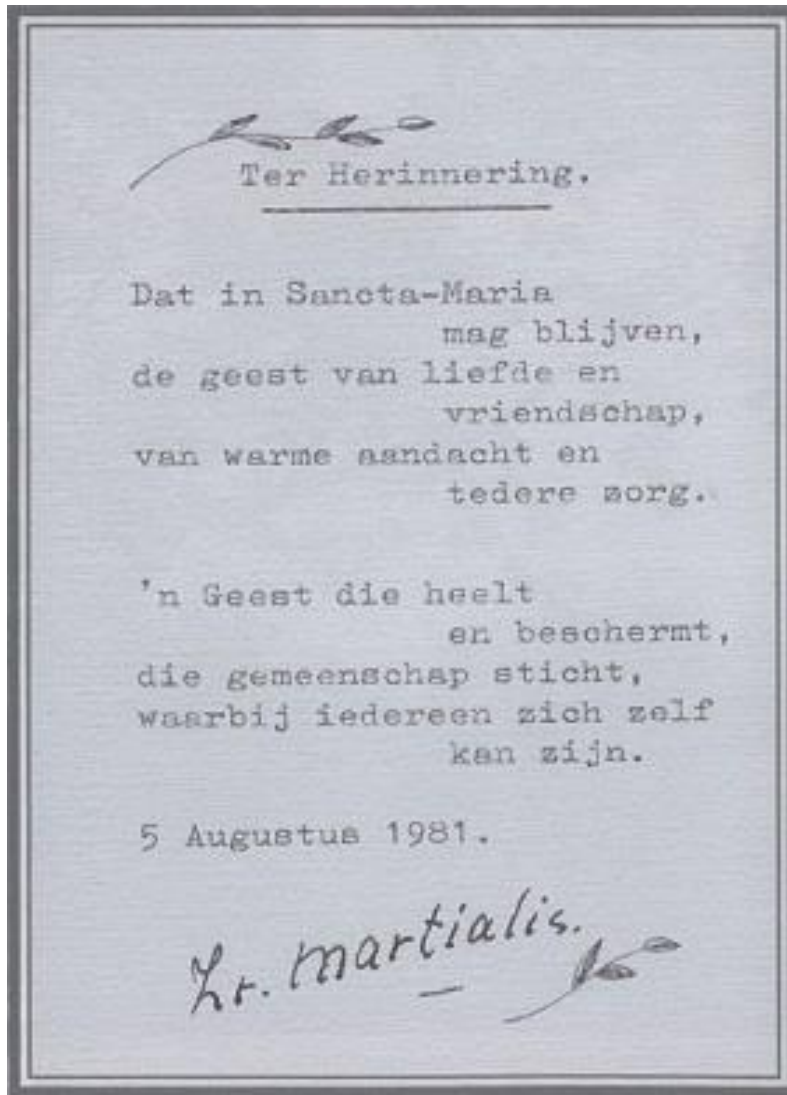 Ter Herinnering.
Dat in Sancta-Maria
mag blijven,
de geest van liefde en
vriendschap,
van warme aandacht en
tedere zorg.
'n Geest die heelt
en beschermt,
die gemeenschap sticht,
waarbij iedereen zich zelf
kan zijn.
5 Augustus 1981.
Zr. Martialis.